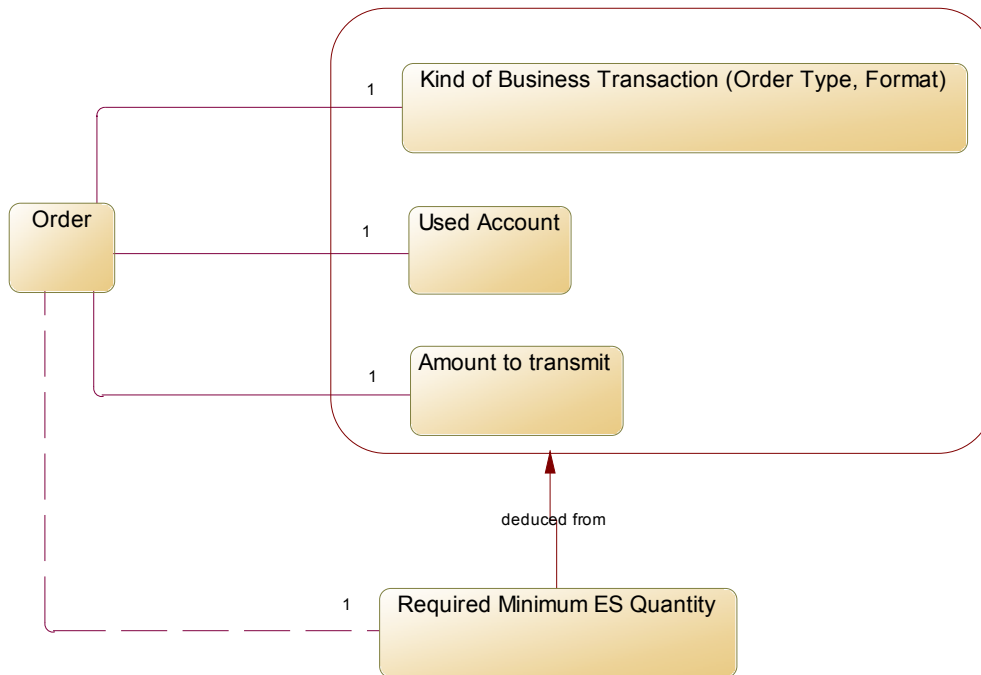 Kind of Business Transaction (Order Type, Format)
1
Order
1
Used Account
Amount to transmit
1
deduced from
1
Required Minimum ES Quantity